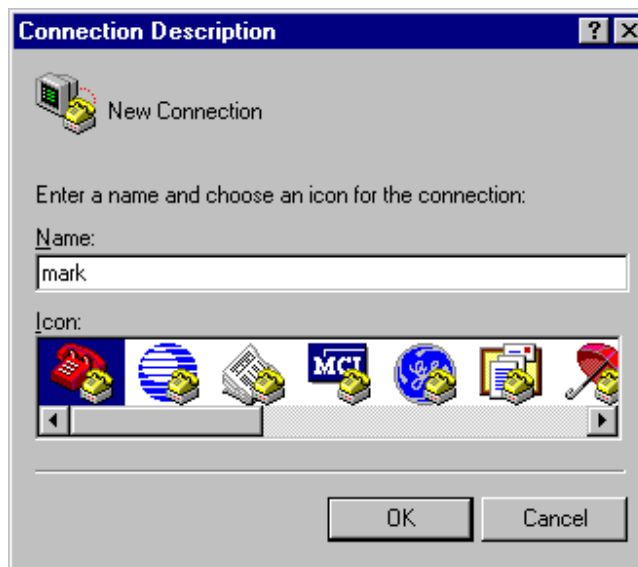 Connection Description
New Connection
Enter a name and choose an icon for the connection:
Name:
mark
Icon:
MCI
OK Cancel